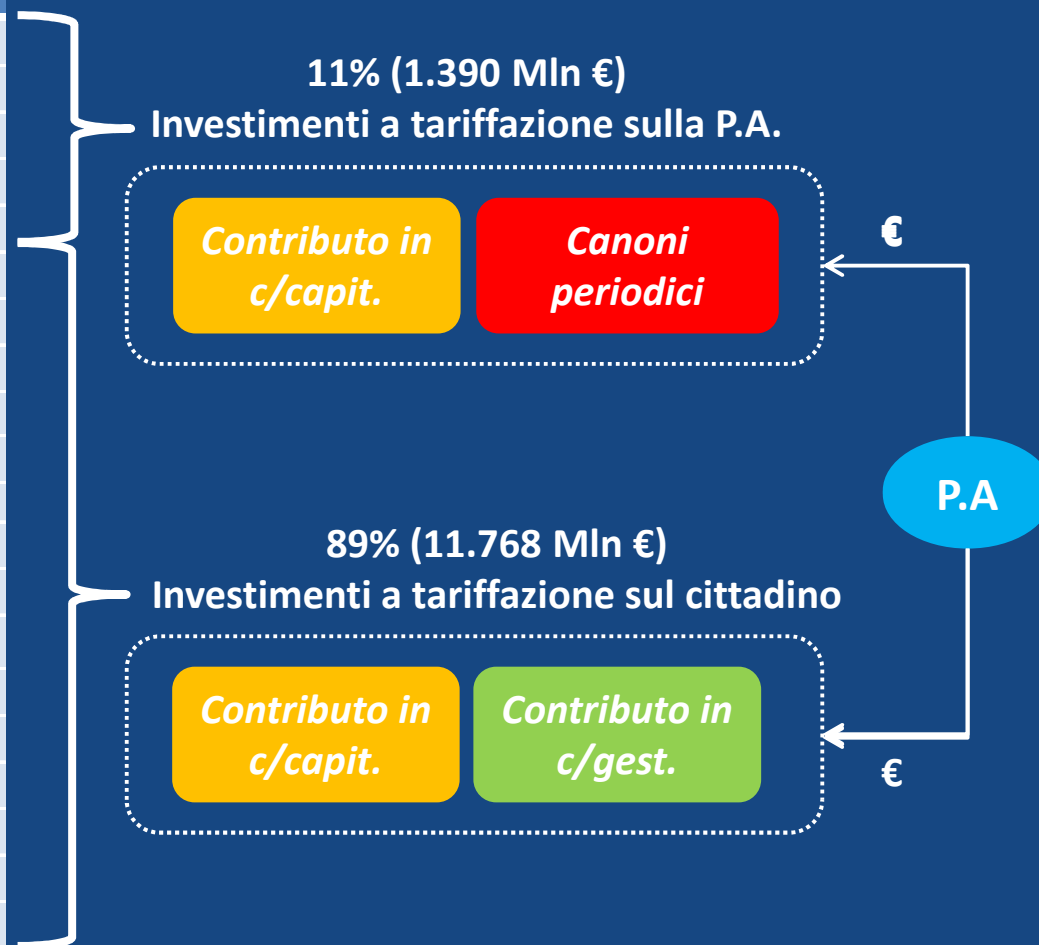 11% (1.390 Mln €)
Investimenti a tariffazione sulla P.A.
Contributo in
c/capit.
Canoni
periodici
€
P.A
89% (11.768 Mln €)
Investimenti a tariffazione sul cittadino
Contributo in
c/capit.
Contributo in
c/gest.
€